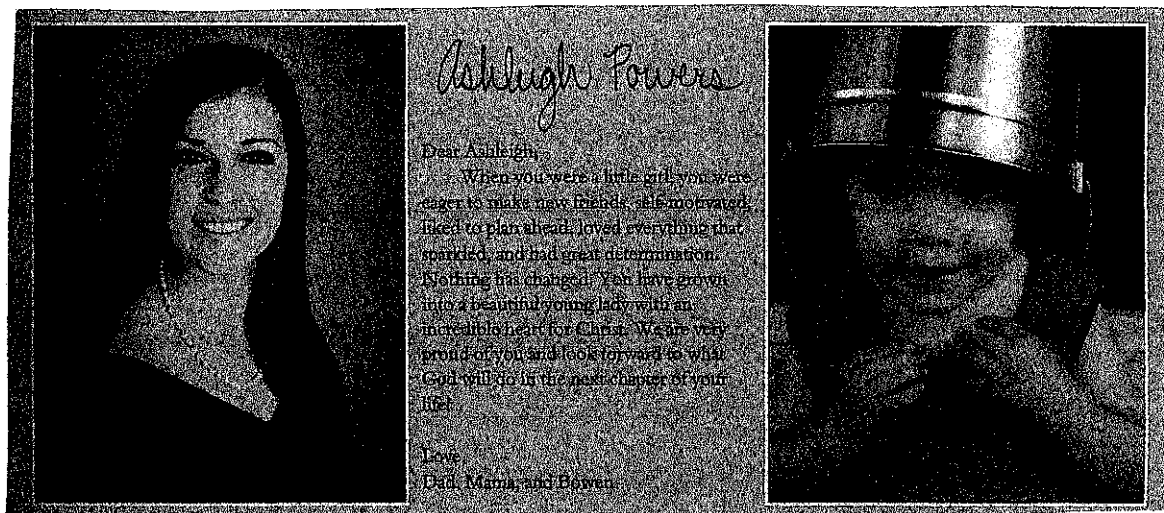 Ashleigh Powers
Dear Ashleigh,
When you were a little girl, you were
eager to make new friends, self-motivated,
liked to plan ahead, loved everything that
sparkled, and had great determination.
Nothing has changed. You have grown
into a beautiful young lady with an
incredible heart for Christ. We are very
proud of you and look forward to what
God will do in the next chapter of your
life!
Love,
Dad, Mama, and Bowen